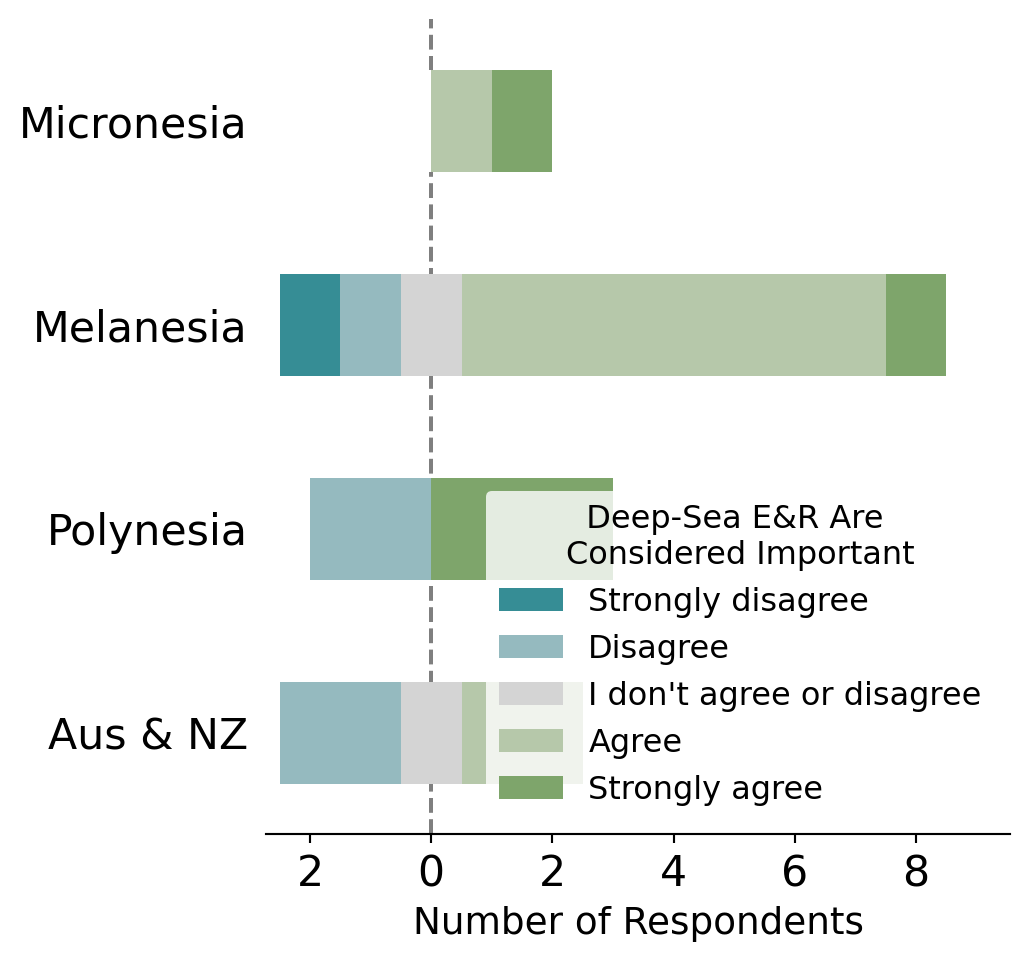 Micronesia
Melanesia
Polynesia
Aus & NZ
Deep-Sea E&R Are
Considered Important
Strongly disagree
Disagree
I don't agree or disagree
Agree
Strongly agree
2 0 2 4 6 8
Number of Respondents